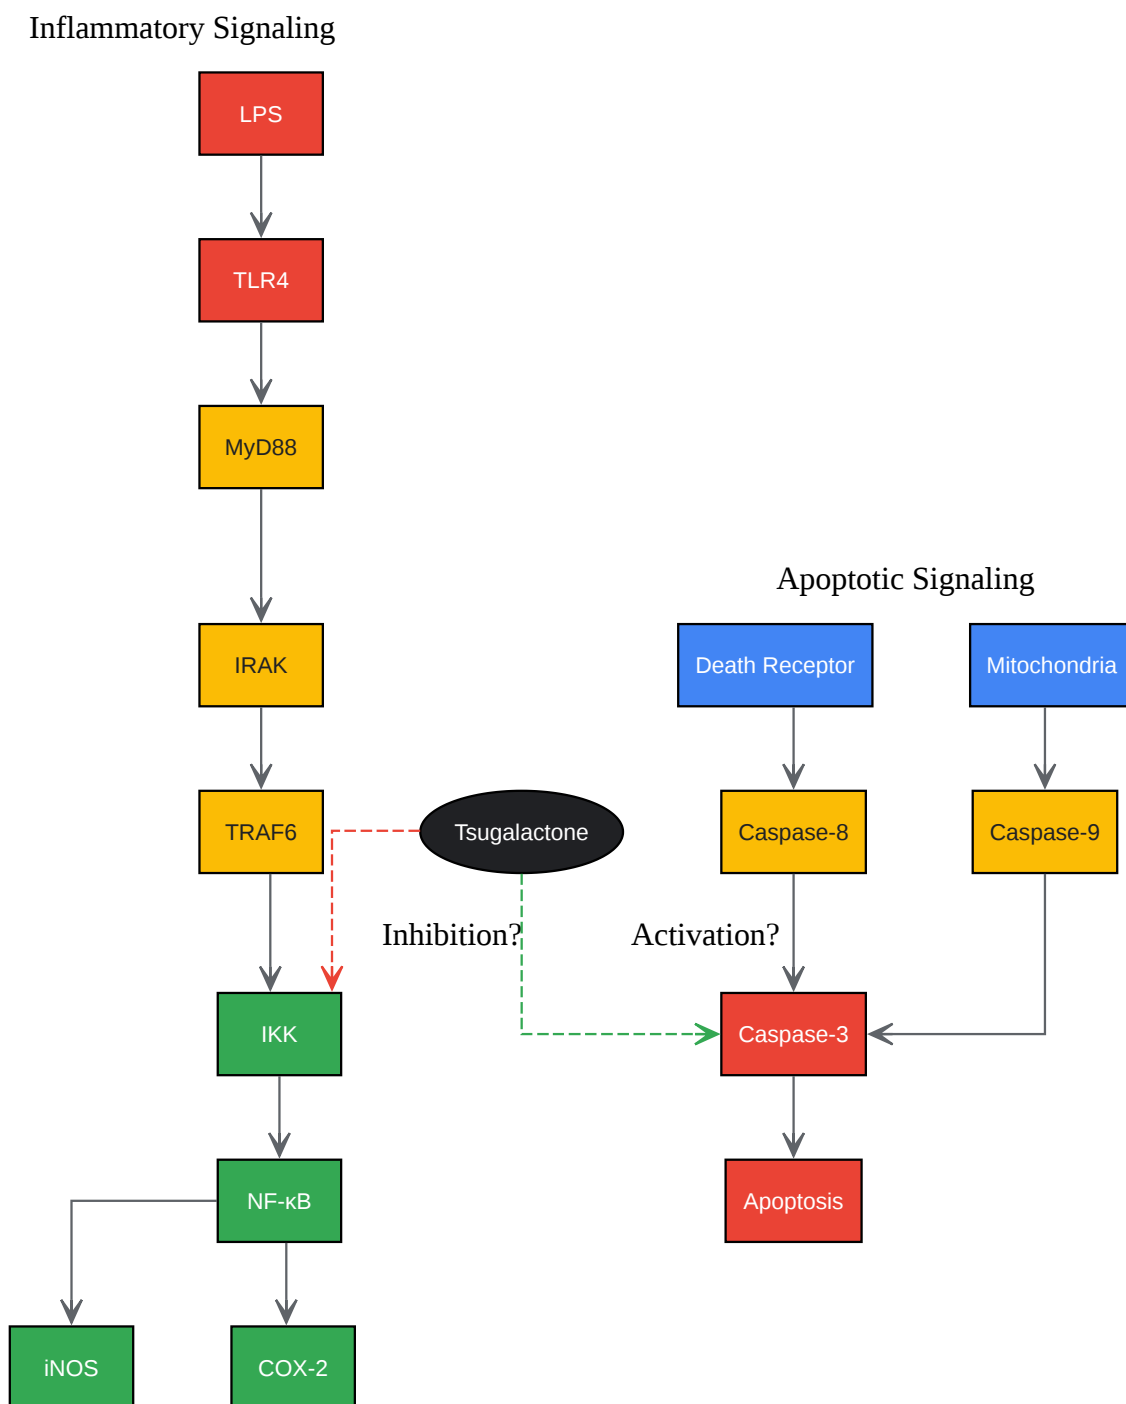 Inflammatory Signaling
LPS
TLR4
MyD88
Apoptotic Signaling
IRAK
Death Receptor
Mitochondria
TRAF6
Tsugalactone
Caspase-8
Caspase-9
Inhibition?
Activation?
IKK
Caspase-3
NF-κB
Apoptosis
iNOS
COX-2